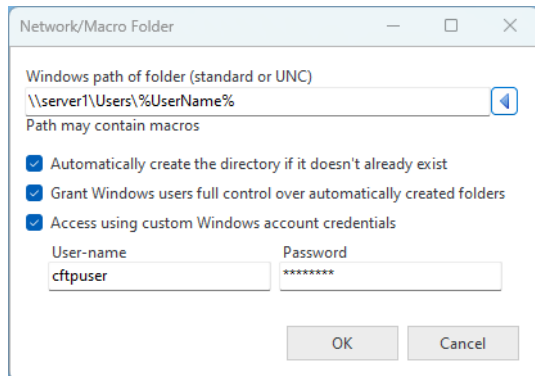 Network/Macro Folder
Windows path of folder (standard or UNC)
\\server1\Users\%UserName%
Path may contain macros
Automatically create the directory if it doesn't already exist
Grant Windows users full control over automatically created folders
Access using custom Windows account credentials
User-name Password
cftpuser ********
OK Cancel